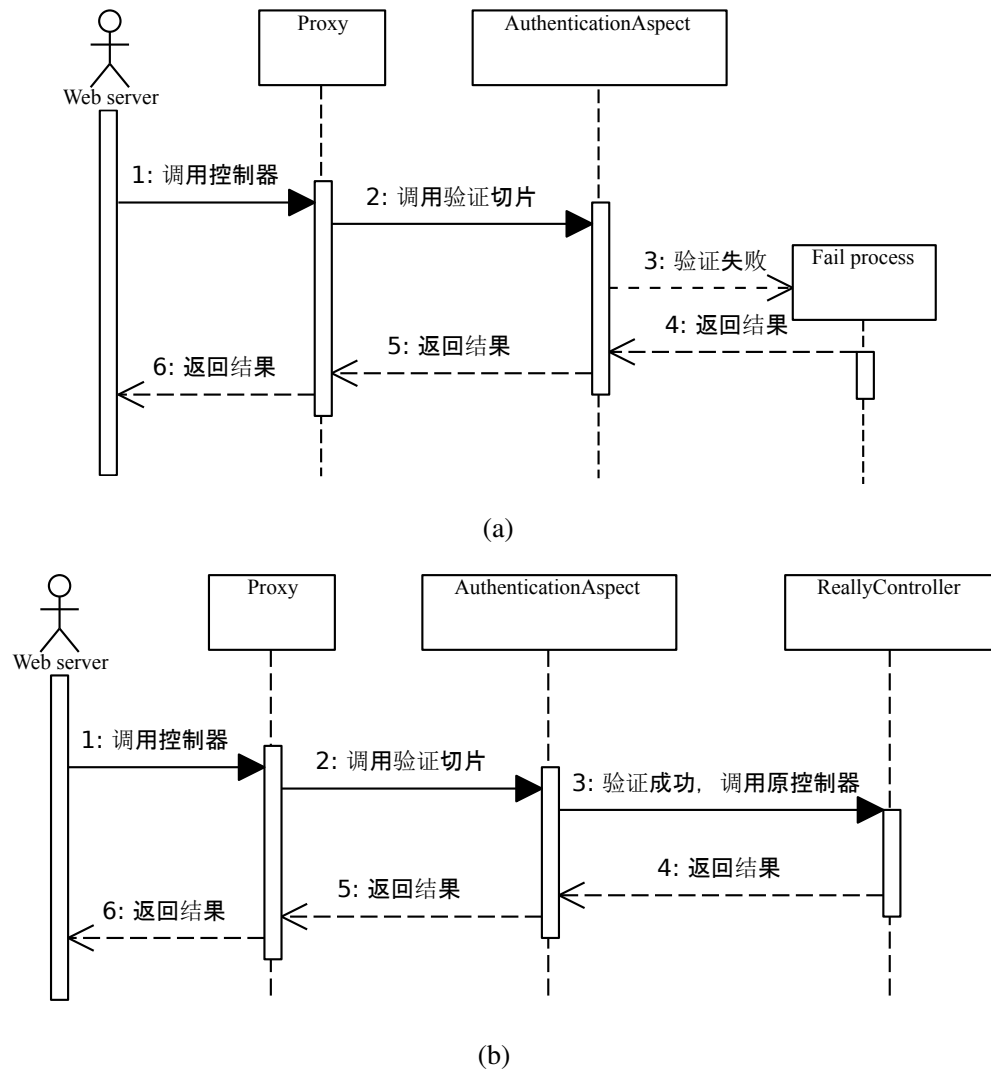 Proxy
AuthenticationAspect
Web server
1: 调用控制器
2: 调用验证切片
3: 验证失败
Fail process
4: 返回结果
5: 返回结果
6: 返回结果
(a)
Proxy
AuthenticationAspect
ReallyController
Web server
1: 调用控制器
2: 调用验证切片
3: 验证成功，调用原控制器
4: 返回结果
5: 返回结果
6: 返回结果
(b)